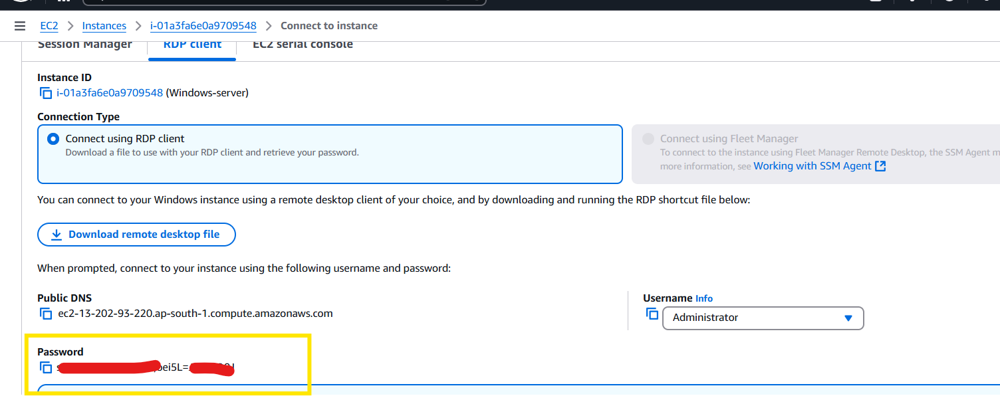 EC2 > Instances > i-01a3fa6e0a9709548 > Connect to instance
Session Manager RDP client EC2 serial console
Instance ID
i-01a3fa6e0a9709548 (Windows-server)
Connection Type
Connect using RDP client
Download a file to use with your RDP client and retrieve your password.
Connect using Fleet Manager
To connect to the instance using Fleet Manager Remote Desktop, the SSM Agent
more information, see Working with SSM Agent
You can connect to your Windows instance using a remote desktop client of your choice, and by downloading and running the RDP shortcut file below:
Download remote desktop file
When prompted, connect to your instance using the following username and password:
Public DNS
ec2-13-202-93-220.ap-south-1.compute.amazonaws.com
Username Info
Administrator
Password